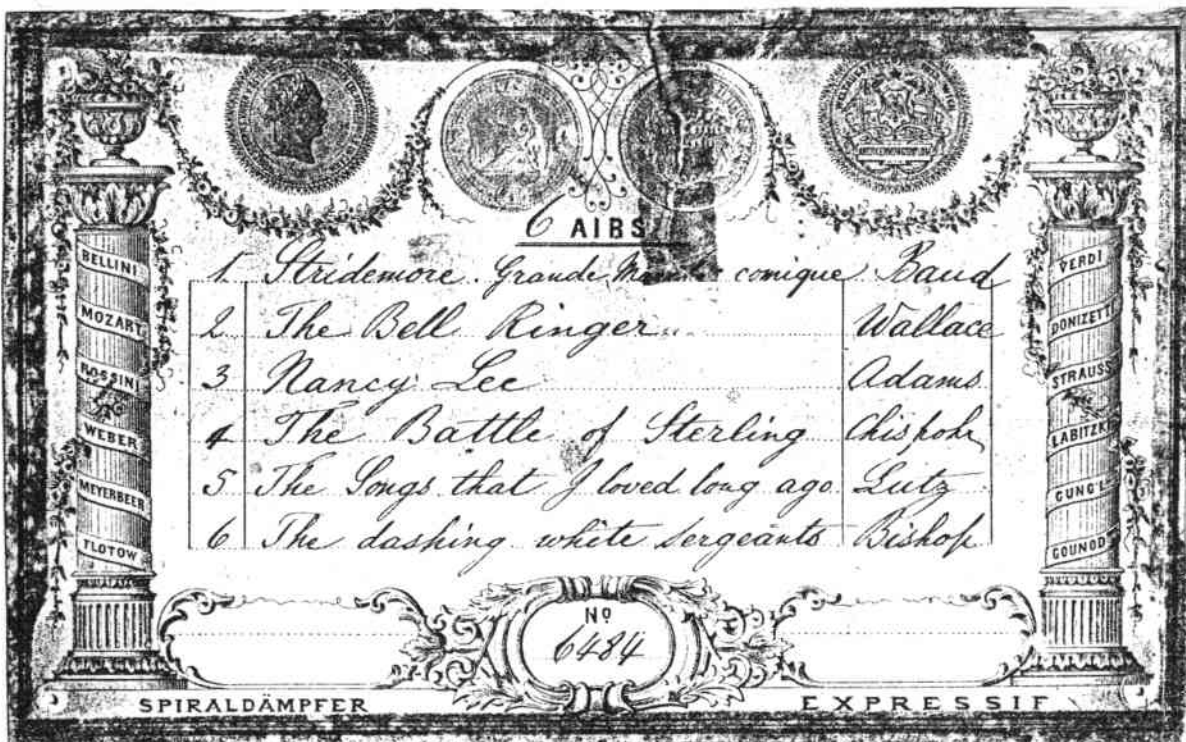 6 AIRS
1 Stridemore. Grande comique Baud
2 The Bell Ringer Wallace
3 Nancy Lee Adams
4 The Battle of Sterling
5 The Songs that I loved long ago Lutz
6 The dashing white sergeants Bishop
BELLINI
MOZART
ROSSINI
WEBER
MEYERBEER
FLOTOW
VERDI
DONIZETTI
STRAUSS
LABITZKI
GUNG'L
GOUNOD
No
6484
SPIRALDÄMPFER
EXPRESSIF